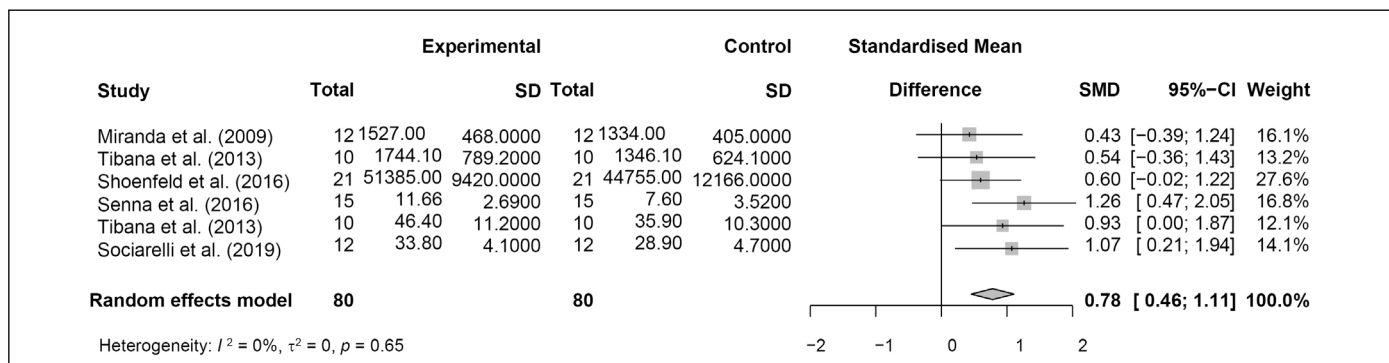 Experimental Control Standardised Mean
Study Total SD Total SD Difference SMD 95%−CI Weight
Miranda et al. (2009) 12 1527.00 468.0000 12 1334.00 405.0000 0.43 [−0.39; 1.24] 16.1%
Tibana et al. (2013) 10 1744.10 789.2000 10 1346.10 624.1000 0.54 [−0.36; 1.43] 13.2%
Shoenfeld et al. (2016) 21 51385.00 9420.0000 21 44755.00 12166.0000 0.60 [−0.02; 1.22] 27.6%
Senna et al. (2016) 15 11.66 2.6900 15 7.60 3.5200 1.26 [ 0.47; 2.05] 16.8%
Tibana et al. (2013) 10 46.40 11.2000 10 35.90 10.3000 0.93 [ 0.00; 1.87] 12.1%
Sociarelli et al. (2019) 12 33.80 4.1000 12 28.90 4.7000 1.07 [ 0.21; 1.94] 14.1%
Random effects model 80 80 0.78 [ 0.46; 1.11] 100.0%
Heterogeneity: I² = 0%, τ² = 0, p = 0.65
−2 −1 0 1 2